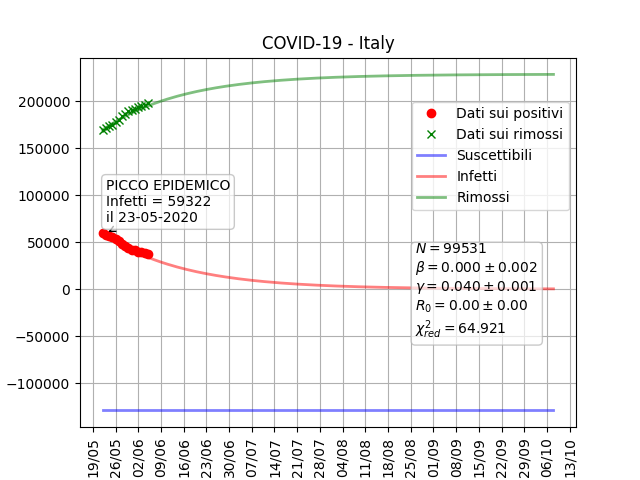 COVID-19 - Italy
200000
150000
100000
50000
0
−50000
−100000
PICCO EPIDEMICO
Infetti = 59322
il 23-05-2020
Dati sui positivi
Dati sui rimossi
Suscettibili
Infetti
Rimossi
N = 99531
β = 0.000 ± 0.002
γ = 0.040 ± 0.001
R₀ = 0.00 ± 0.00
χ²red = 64.921
19/05
26/05
02/06
09/06
16/06
23/06
30/06
07/07
14/07
21/07
28/07
04/08
11/08
18/08
25/08
01/09
08/09
15/09
22/09
29/09
06/10
13/10